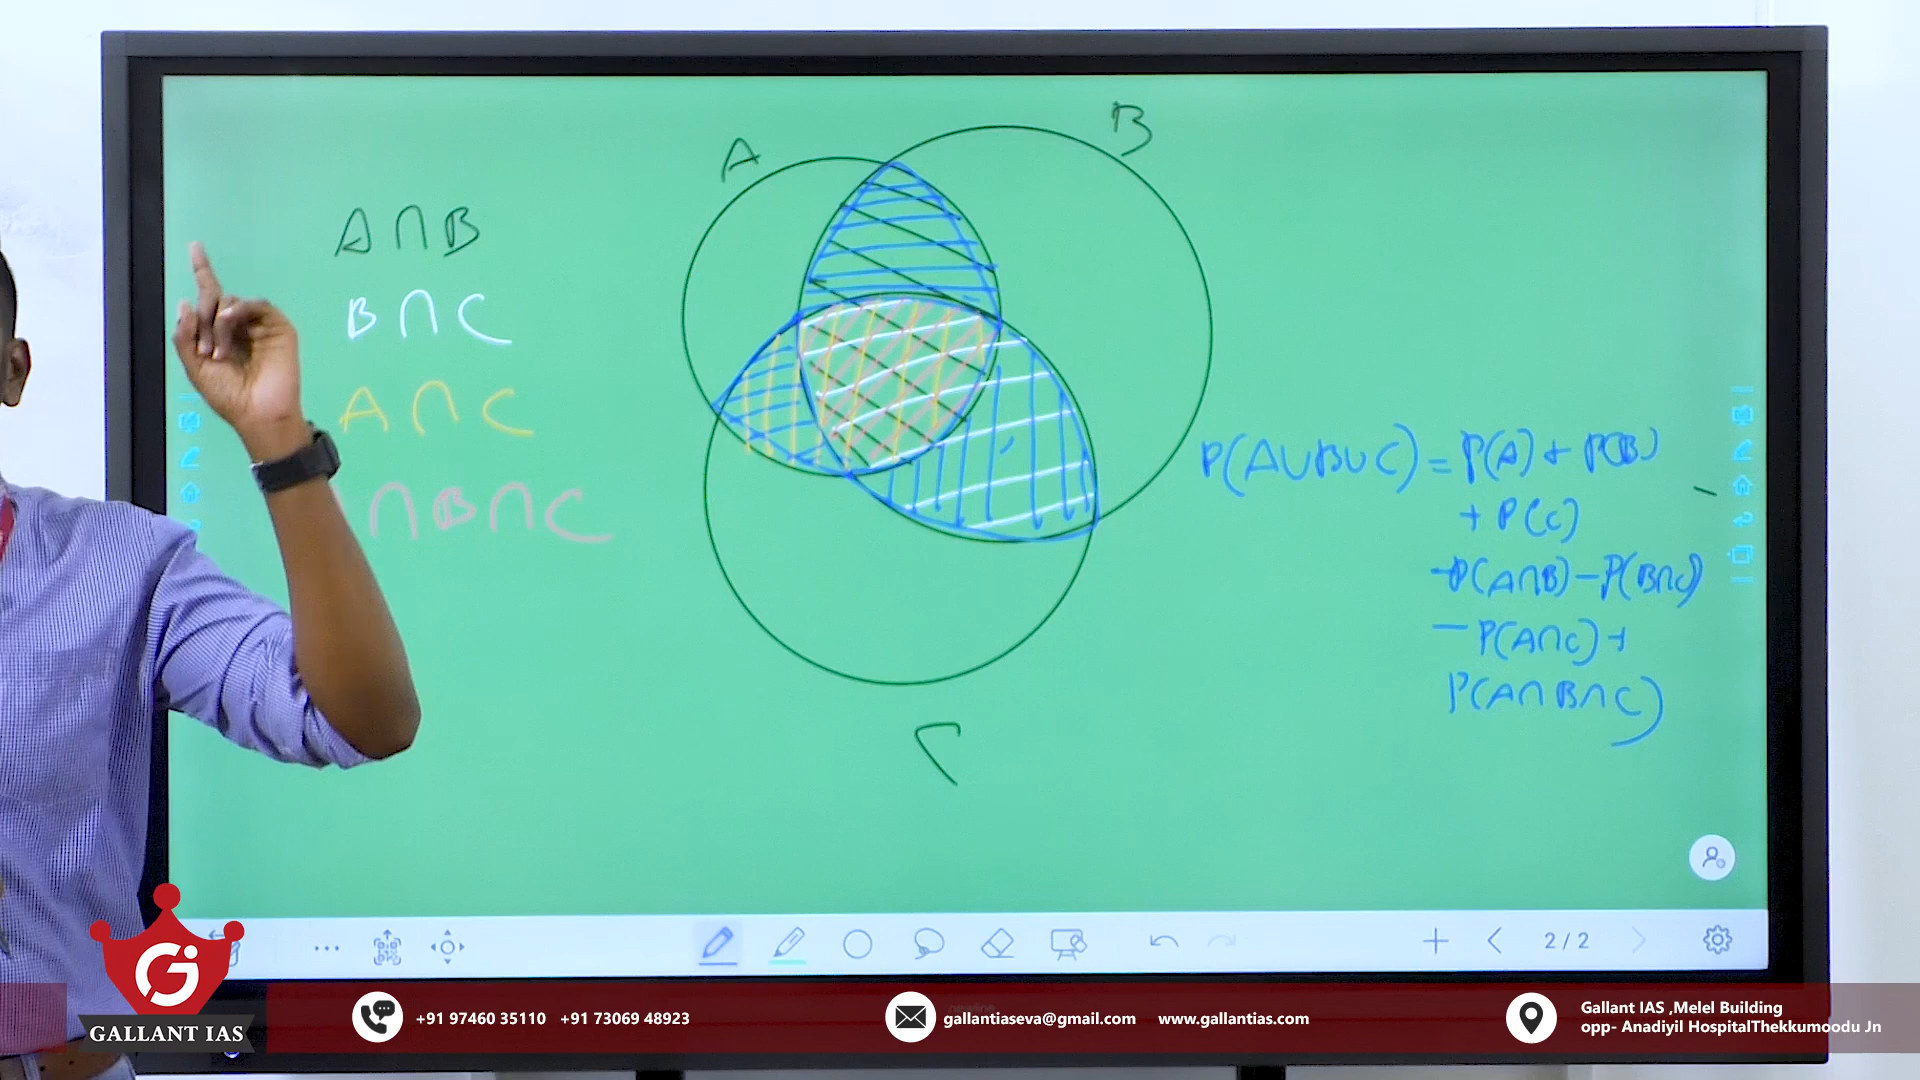 A
B
A∩B
B∩C
A∩C
∩B∩C
P(A∪B∪C) = P(A) + P(B)
+ P(C)
-P(A∩B) - P(B∩C)
- P(A∩C) +
P(A∩B∩C)
C
2/2
G
GALLANT IAS
+91 97460 35110 +91 73069 48923
gallantiaseva@gmail.com www.gallantias.com
Gallant IAS ,Melel Building
opp- Anadiyil HospitalThekkumoodu Jn